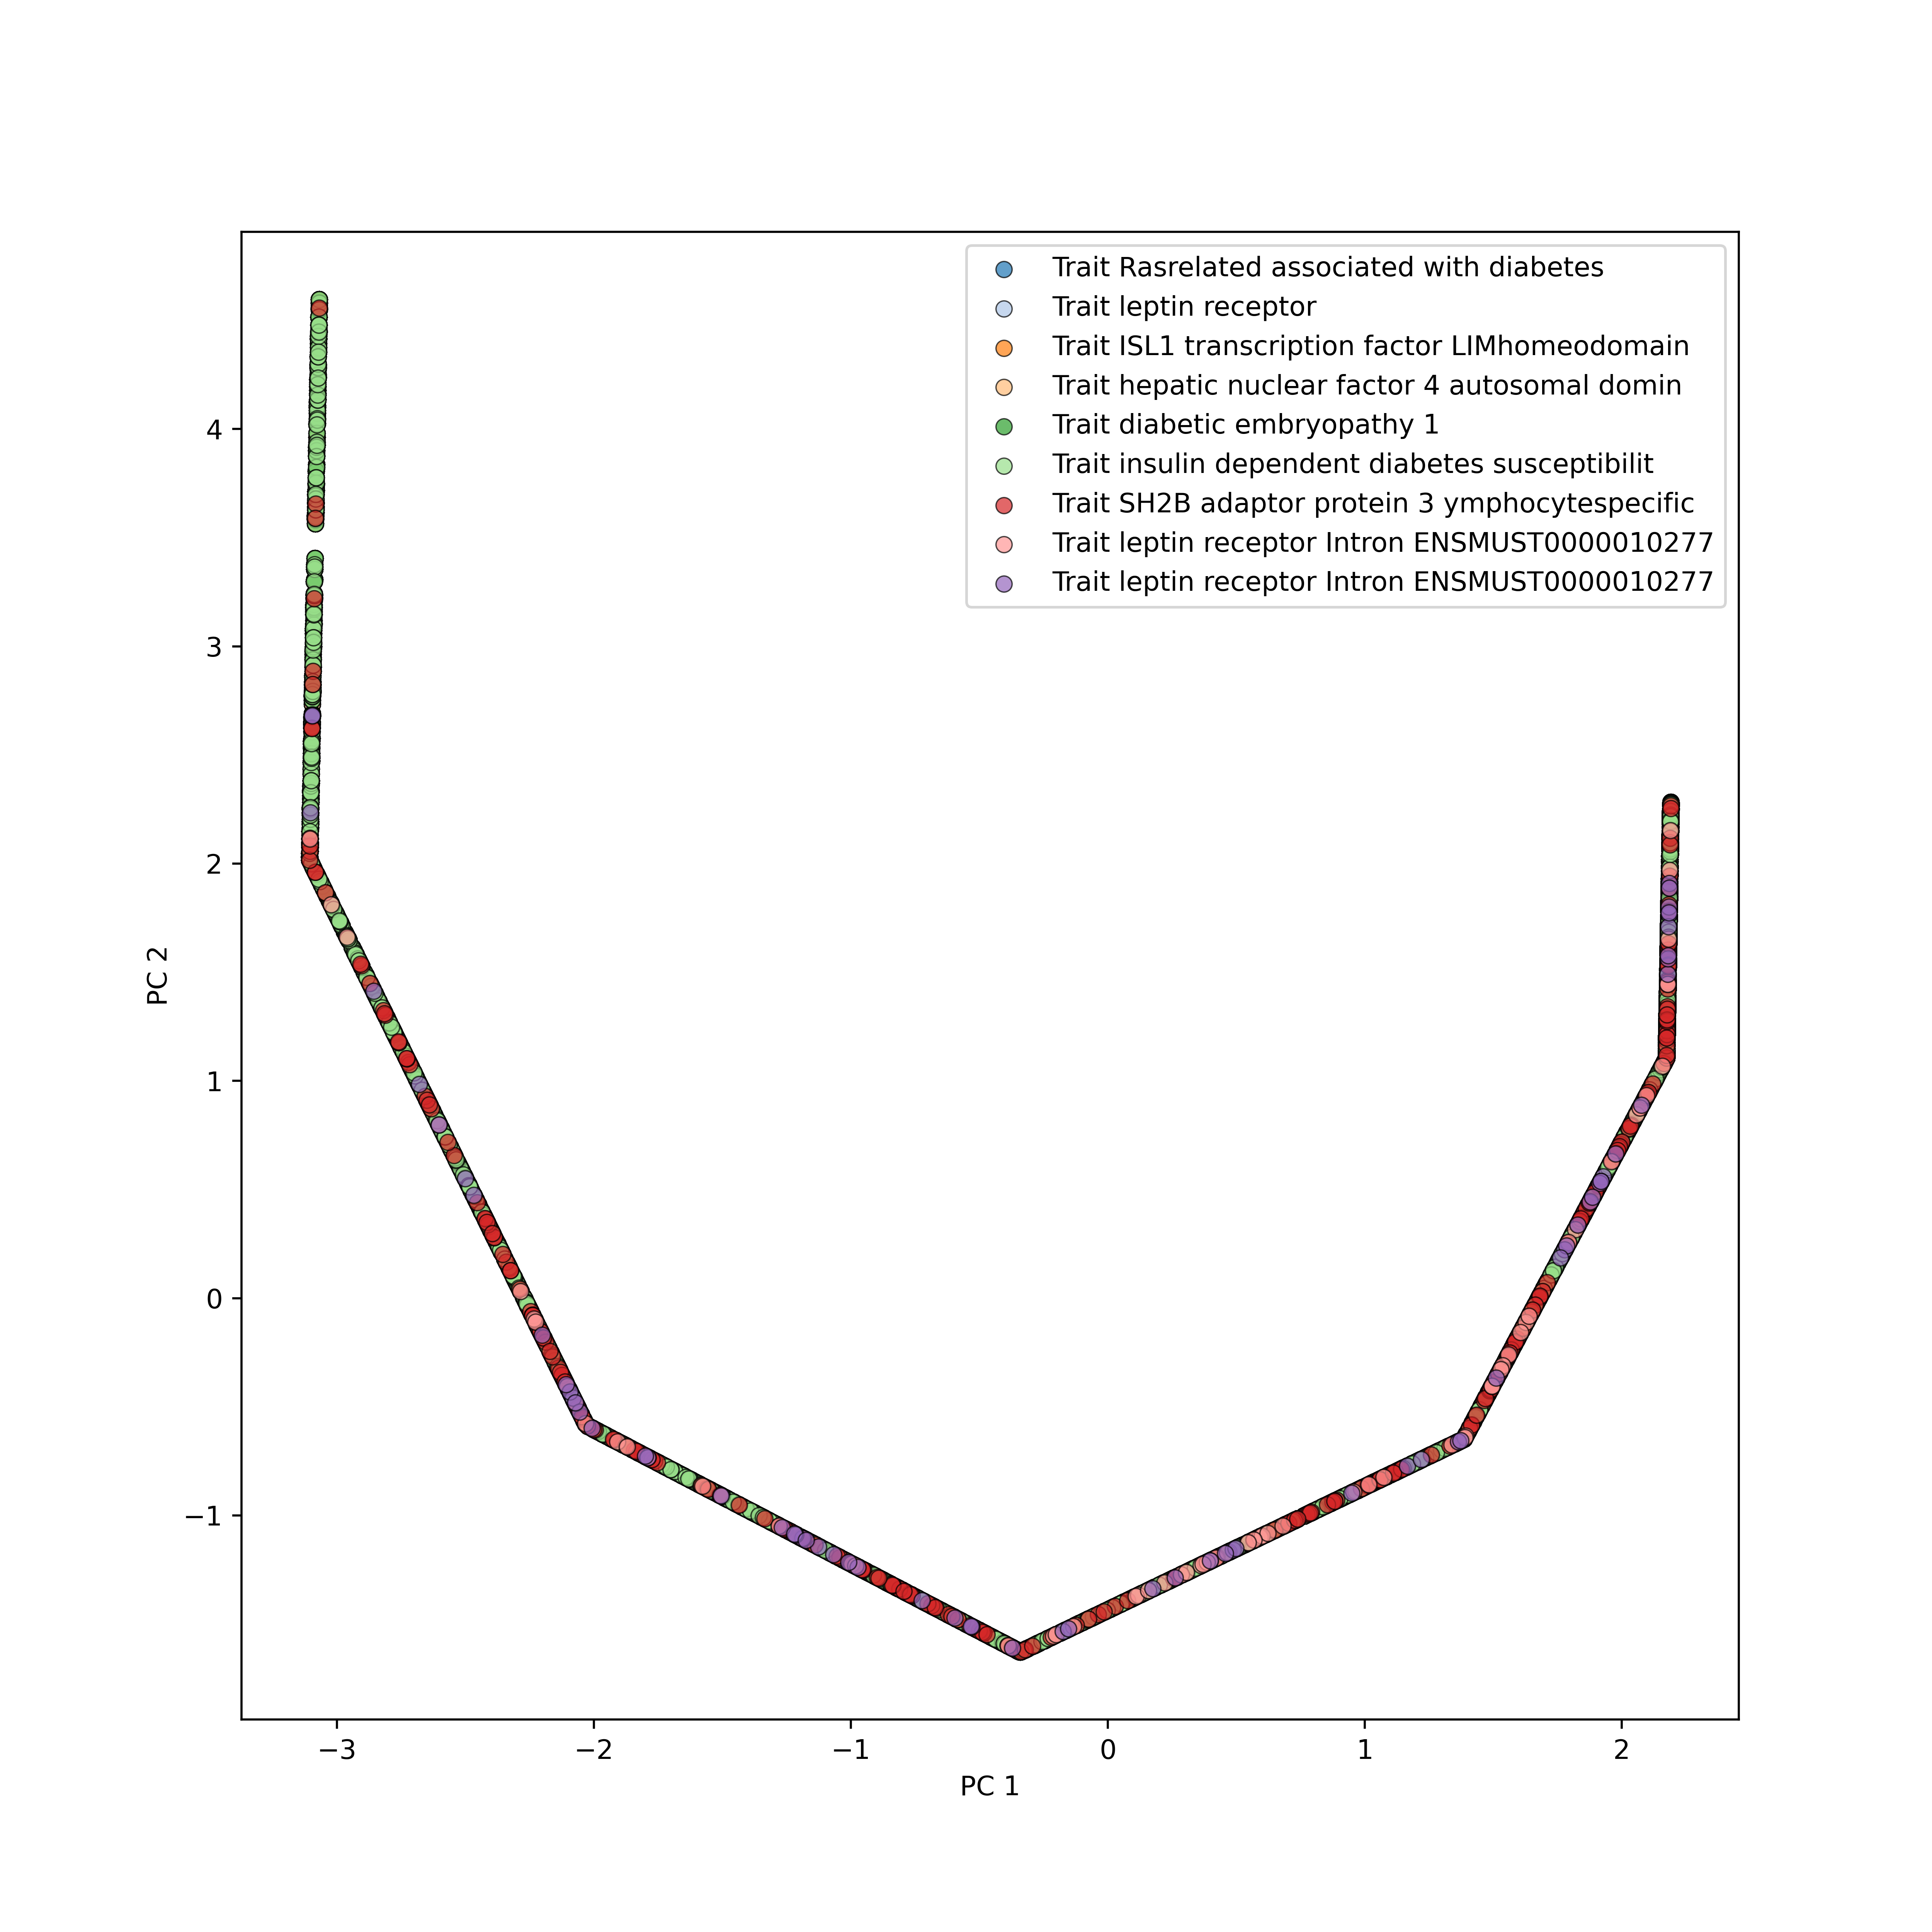 Trait Rasrelated associated with diabetes
Trait leptin receptor
Trait ISL1 transcription factor LIMhomeodomain
Trait hepatic nuclear factor 4 autosomal domin
Trait diabetic embryopathy 1
Trait insulin dependent diabetes susceptibilit
Trait SH2B adaptor protein 3 ymphocytespecific
Trait leptin receptor Intron ENSMUST0000010277
Trait leptin receptor Intron ENSMUST0000010277
4
3
2
1
0
−1
PC 2
−3 −2 −1 0 1 2
PC 1